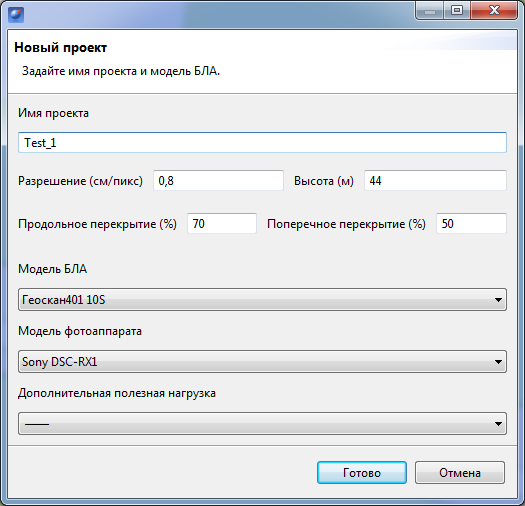 Новый проект
Задайте имя проекта и модель БЛА.
Имя проекта
Test_1
Разрешение (см/пикс) 0,8 Высота (м) 44
Продольное перекрытие (%) 70 Поперечное перекрытие (%) 50
Модель БЛА
Геоскан401 10S
Модель фотоаппарата
Sony DSC-RX1
Дополнительная полезная нагрузка
——
Готово Отмена